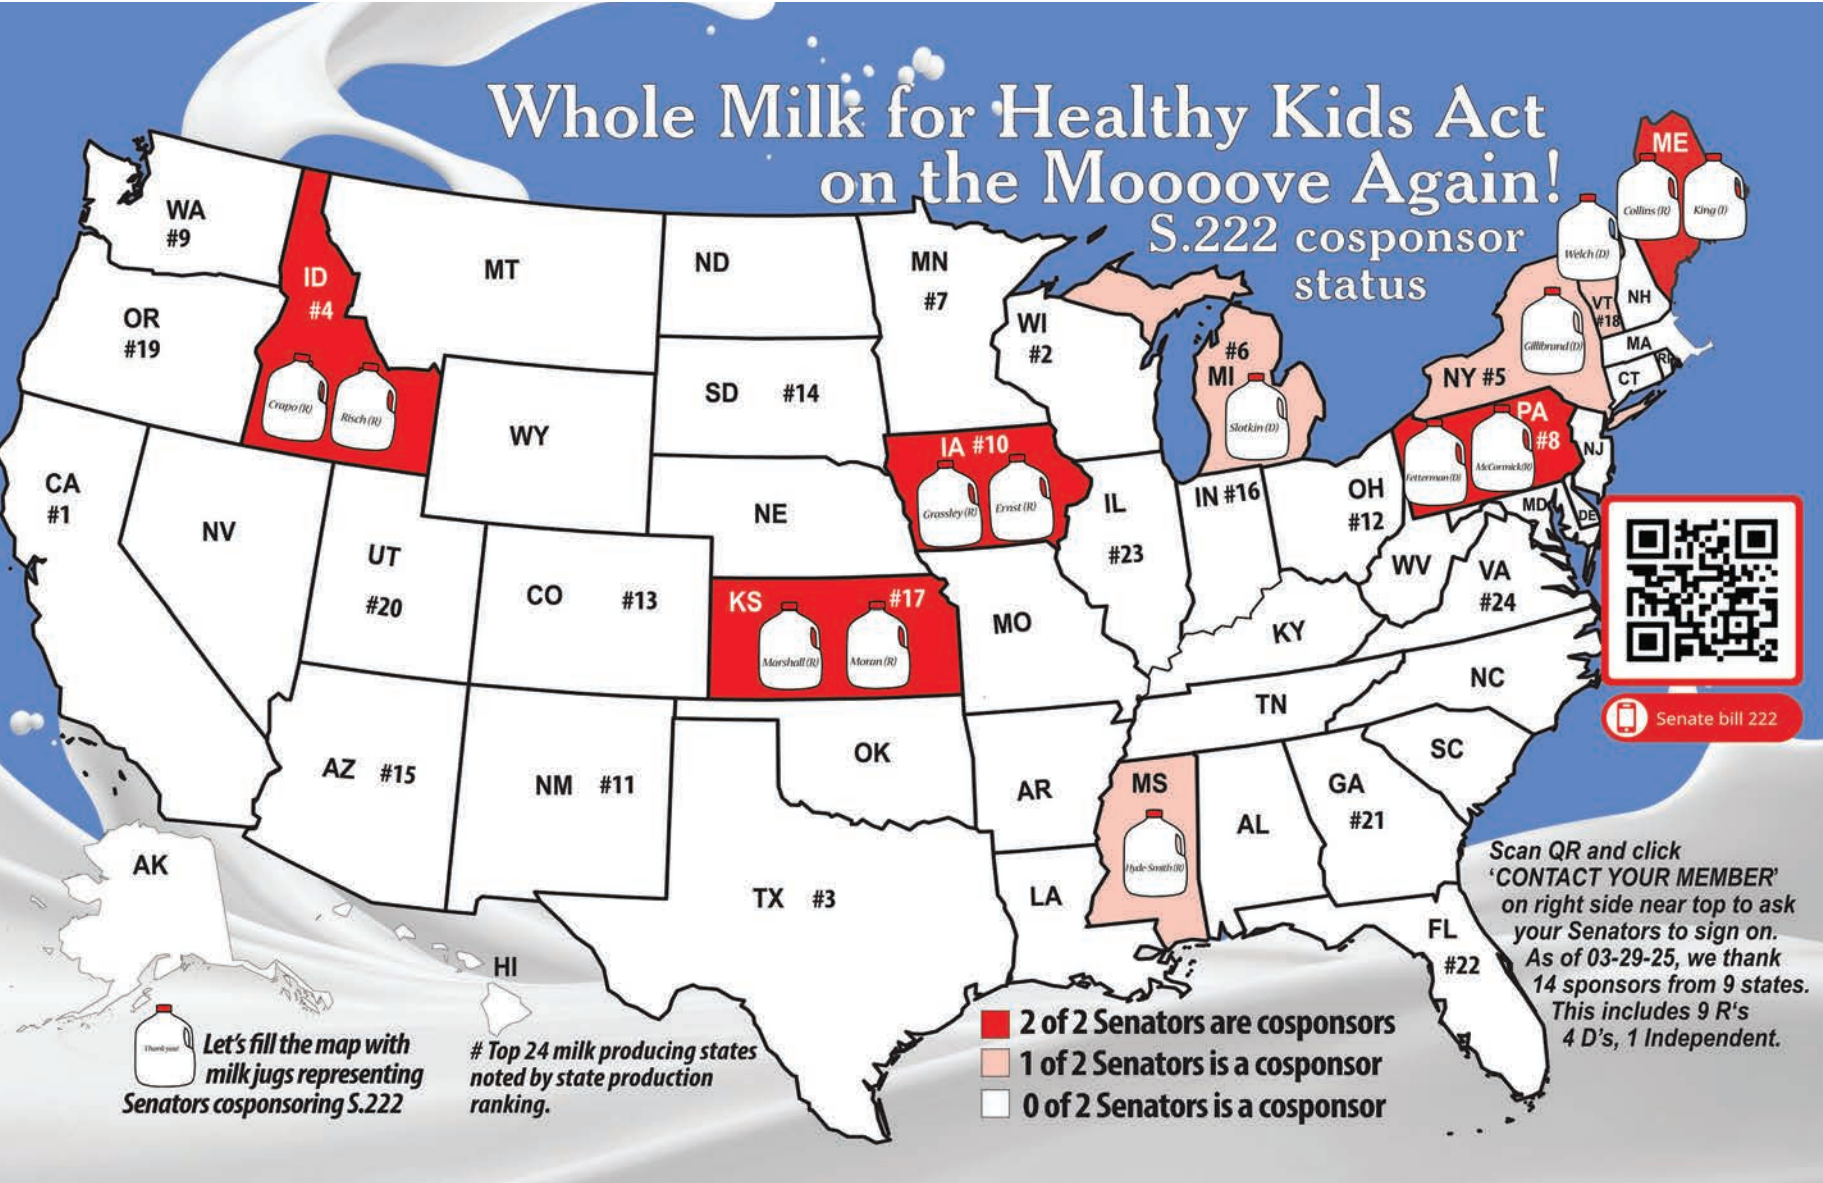 Whole Milk for Healthy Kids Act
on the Moooove Again!
S.222 cosponsor
status
ME
Collins (R)
King (I)
Welch (D)
VT
#18
NH
MA
RI
CT
Gillibrand (D)
NY #5
PA
#8
Fetterman (D)
McCormick (R)
NJ
MD
DE
WA
#9
ID
#4
Crapo (R)
Risch (R)
MT
ND
MN
#7
WI
#2
#6
MI
Slotkin (D)
OR
#19
SD #14
WY
IA #10
Grassley (R)
Ernst (R)
NE
IL
#23
IN #16
OH
#12
WV
VA
#24
CA
#1
NV
UT
#20
CO #13
KS #17
Marshall (R)
Moran (R)
MO
KY
NC
TN
SC
AZ #15
NM #11
OK
AR
MS
Hyde-Smith (R)
AL
GA
#21
TX #3
LA
FL
#22
AK
HI
Senate bill 222
Scan QR and click
‘CONTACT YOUR MEMBER’
on right side near top to ask
your Senators to sign on.
As of 03-29-25, we thank
14 sponsors from 9 states.
This includes 9 R‘s
4 D’s, 1 Independent.
Thank you!
Let’s fill the map with
milk jugs representing
Senators cosponsoring S.222
# Top 24 milk producing states
noted by state production
ranking.
2 of 2 Senators are cosponsors
1 of 2 Senators is a cosponsor
0 of 2 Senators is a cosponsor